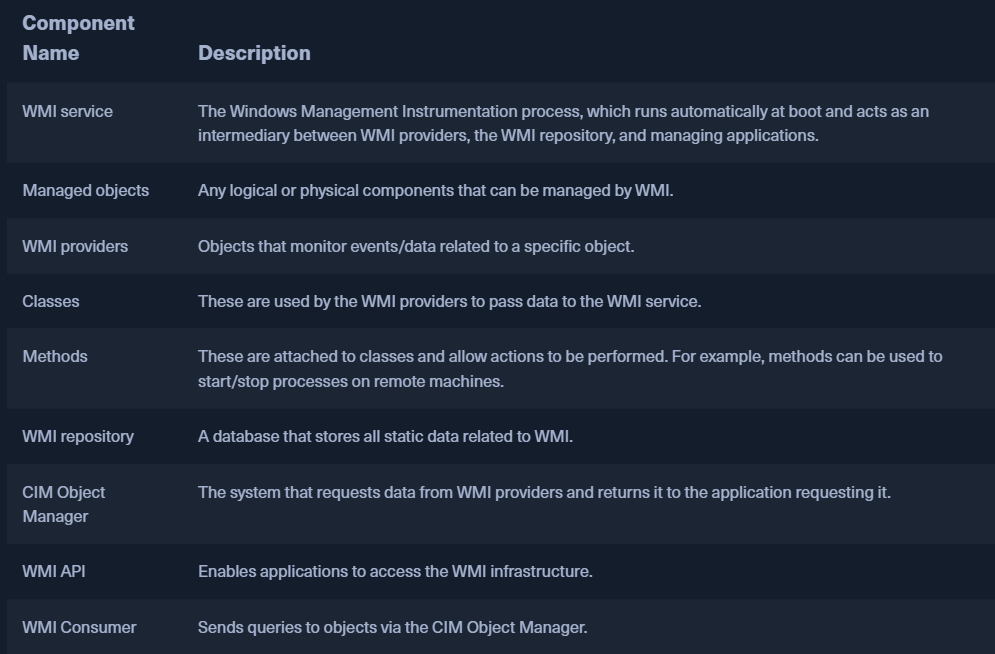 Component
Name Description
WMI service The Windows Management Instrumentation process, which runs automatically at boot and acts as an
intermediary between WMI providers, the WMI repository, and managing applications.
Managed objects Any logical or physical components that can be managed by WMI.
WMI providers Objects that monitor events/data related to a specific object.
Classes These are used by the WMI providers to pass data to the WMI service.
Methods These are attached to classes and allow actions to be performed. For example, methods can be used to
start/stop processes on remote machines.
WMI repository A database that stores all static data related to WMI.
CIM Object The system that requests data from WMI providers and returns it to the application requesting it.
Manager
WMI API Enables applications to access the WMI infrastructure.
WMI Consumer Sends queries to objects via the CIM Object Manager.